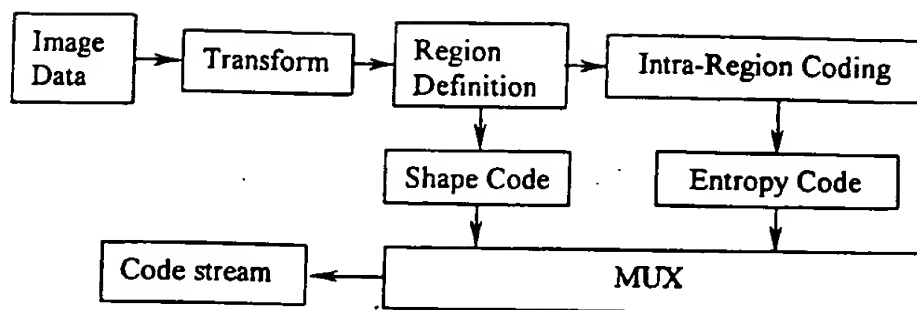 Image
Data
Transform
Region
Definition
Intra-Region Coding
Shape Code
Entropy Code
Code stream
MUX